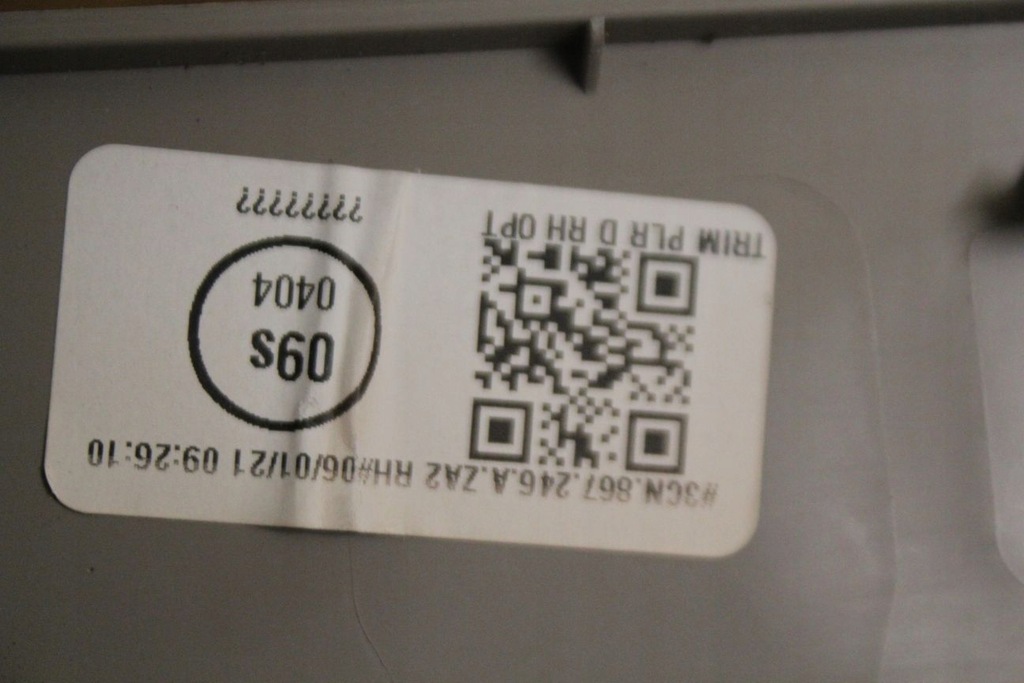 #3CN.867.246.A.ZA2 RH#06/01/21 09:26:10
09s
0404
????????
TRIM PLR D RH OPT